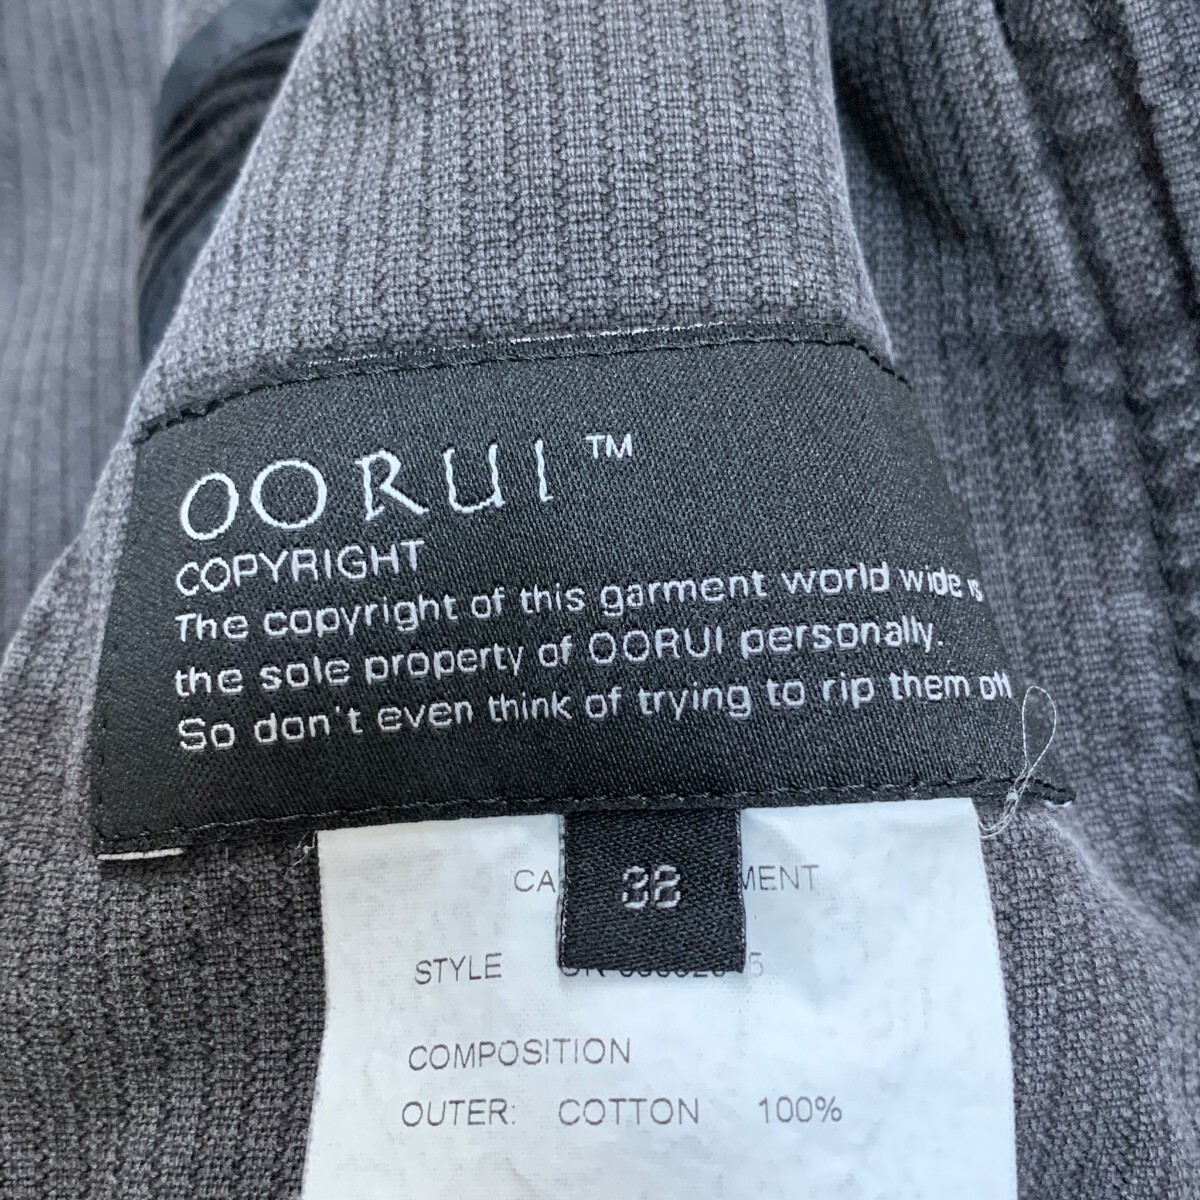 OORUI™
COPYRIGHT
The copyright of this garment world wide is
the sole property of OORUI personally.
So don't even think of trying to rip them off
38
STYLE
COMPOSITION
OUTER: COTTON 100%